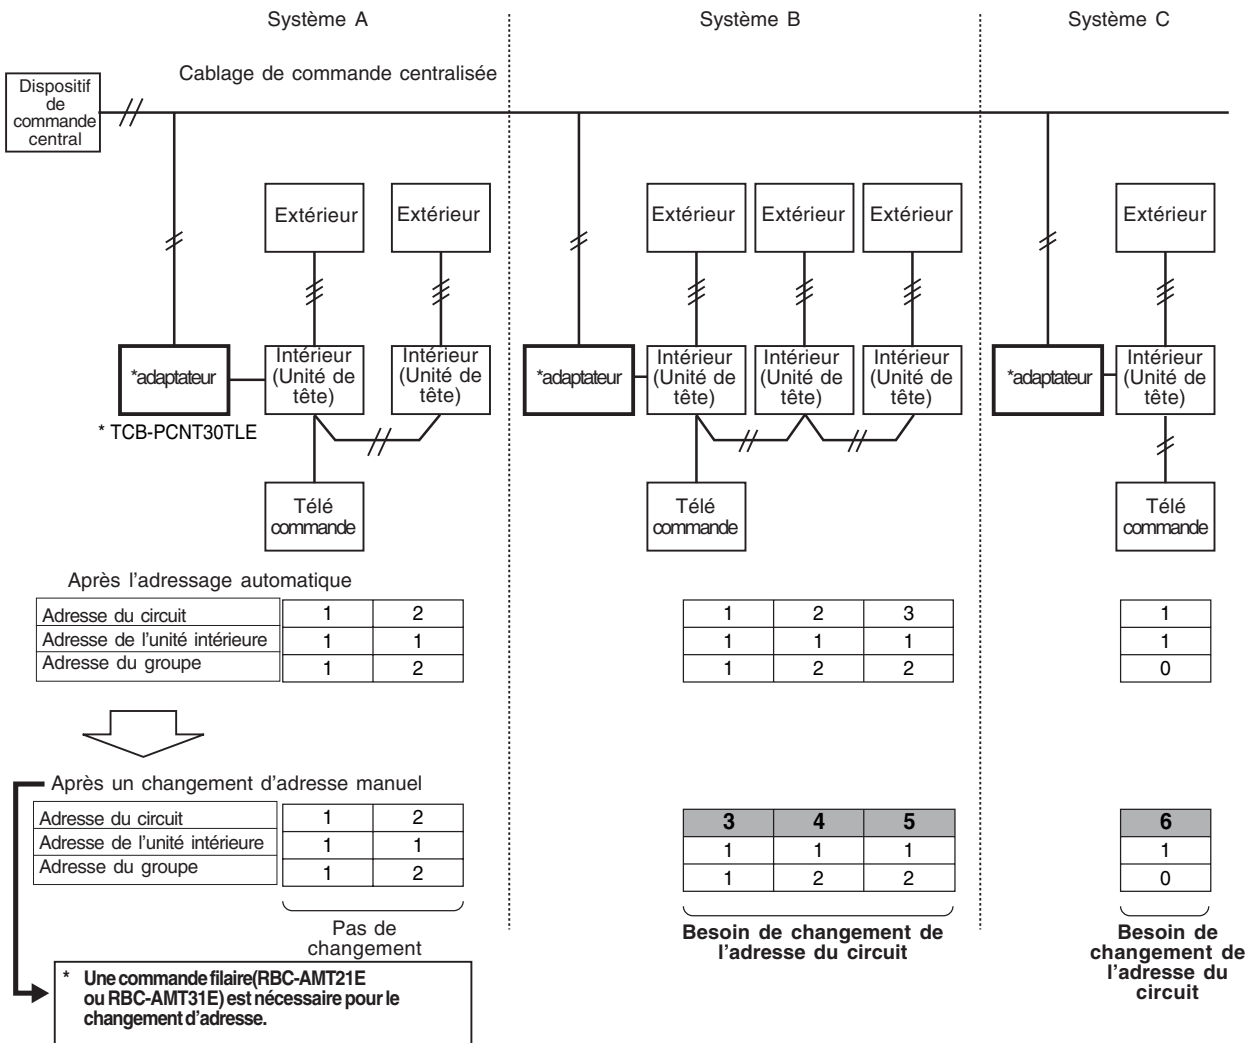 Système A
Système B
Système C
Cablage de commande centralisée
Dispositif
de
commande
central
Extérieur
Extérieur
Extérieur
Extérieur
Extérieur
Extérieur
*adaptateur
Intérieur
(Unité de
tête)
Intérieur
(Unité de
tête)
*adaptateur
Intérieur
(Unité de
tête)
Intérieur
(Unité de
tête)
Intérieur
(Unité de
tête)
*adaptateur
Intérieur
(Unité de
tête)
* TCB-PCNT30TLE
Télé
commande
Télé
commande
Télé
commande
Après l'adressage automatique
Adresse du circuit 1 2 1 2 3 1
Adresse de l'unité intérieure 1 1 1 1 1 1
Adresse du groupe 1 2 1 2 2 0
Après un changement d'adresse manuel
Adresse du circuit 1 2 3 4 5 6
Adresse de l'unité intérieure 1 1 1 1 1 1
Adresse du groupe 1 2 1 2 2 0
Pas de
changement
Besoin de changement de
l'adresse du circuit
Besoin de
changement de
l'adresse du
circuit
* Une commande filaire(RBC-AMT21E
ou RBC-AMT31E) est nécessaire pour le
changement d'adresse.